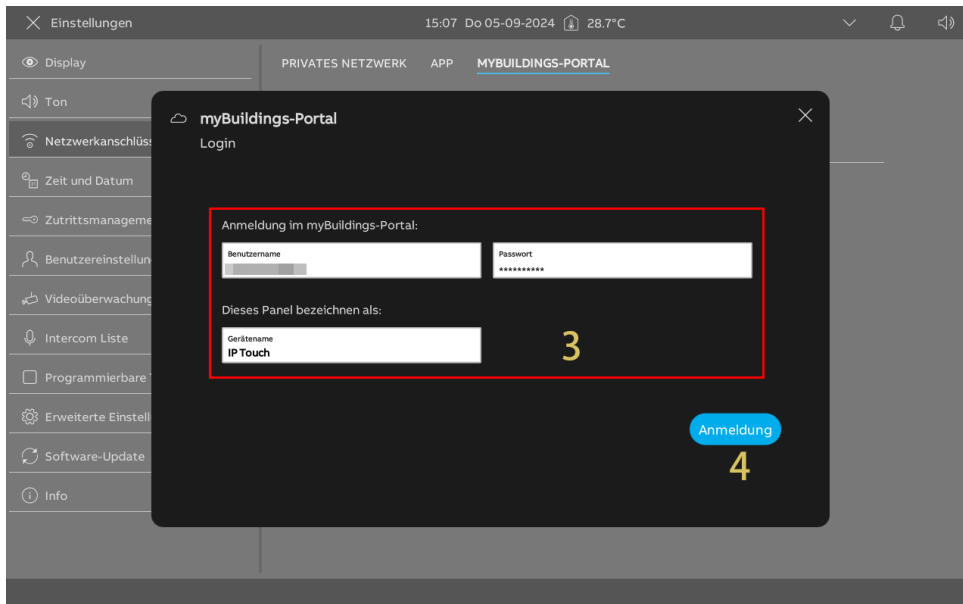 Einstellungen
15:07 Do 05-09-2024 28.7°C
Display
PRIVATES NETZWERK APP MYBUILDINGS-PORTAL
Ton
myBuildings-Portal
Netzwerkanschlüss
Login
Zeit und Datum
Zutrittsmanageme
Anmeldung im myBuildings-Portal:
Benutzername
Passwort
**********
Benutzereinstellun
Videoüberwachung
Dieses Panel bezeichnen als:
Gerätename
IP Touch
3
Intercom Liste
Programmierbare
Erweiterte Einstell
Anmeldung
4
Software-Update
Info